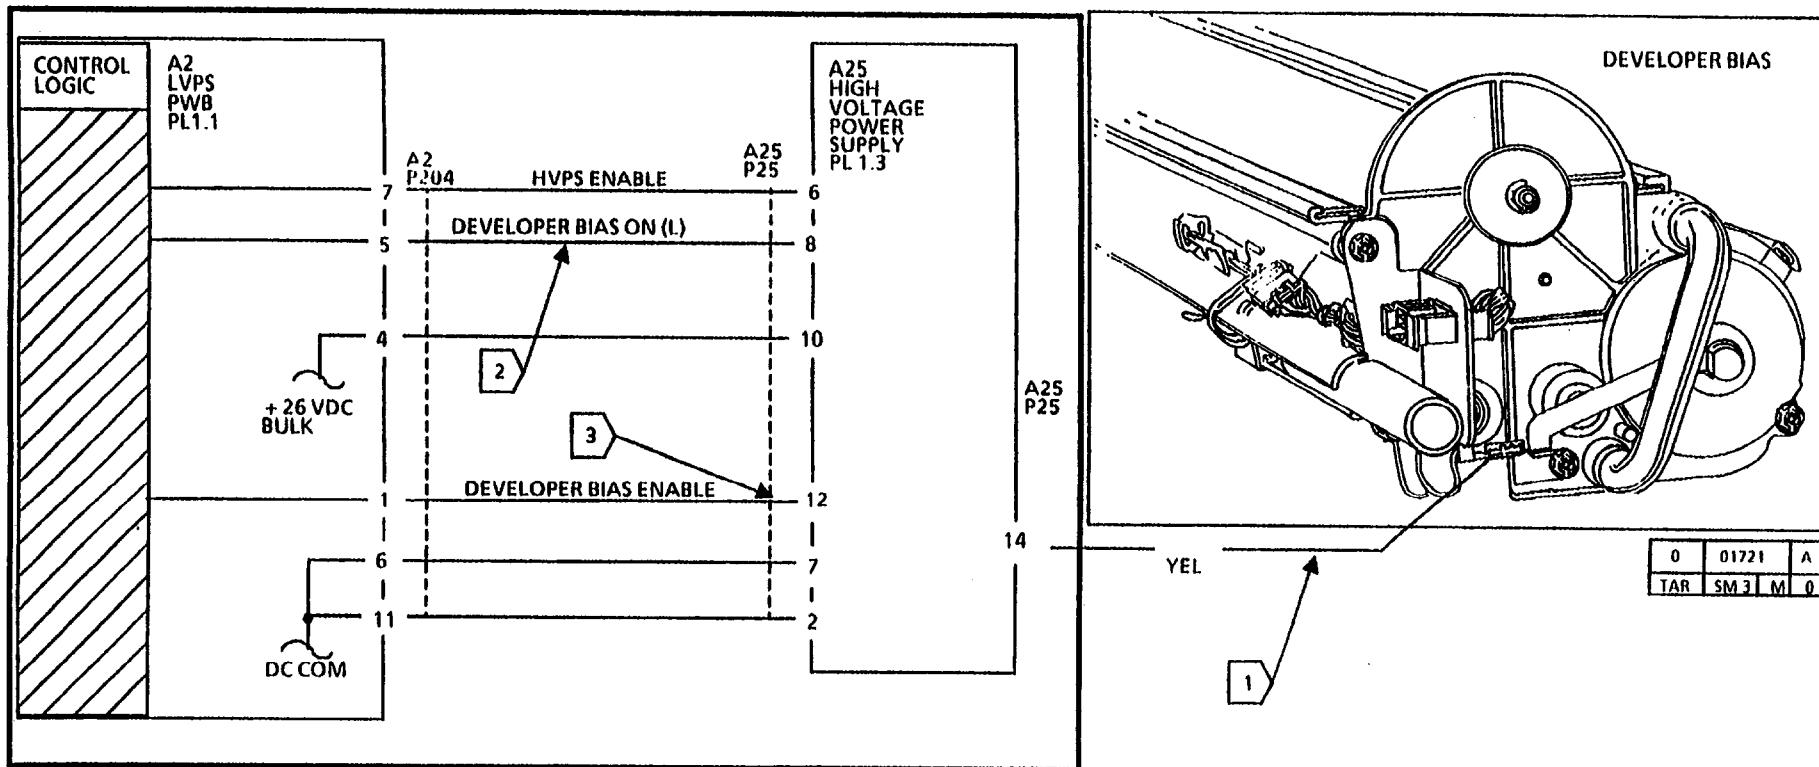 CONTROL
LOGIC
A2
LVPS
PWB
PL1.1
A2
P204
A25
P25
A25
HIGH
VOLTAGE
POWER
SUPPLY
PL 1.3
7
HVPS ENABLE
6
5
DEVELOPER BIAS ON (L)
8
4
10
+ 26 VDC
BULK
2
3
1
DEVELOPER BIAS ENABLE
12
6
7
11
2
DC COM
A25
P25
14
YEL
1
DEVELOPER BIAS
0 01721 A
TAR SM 3 M 0